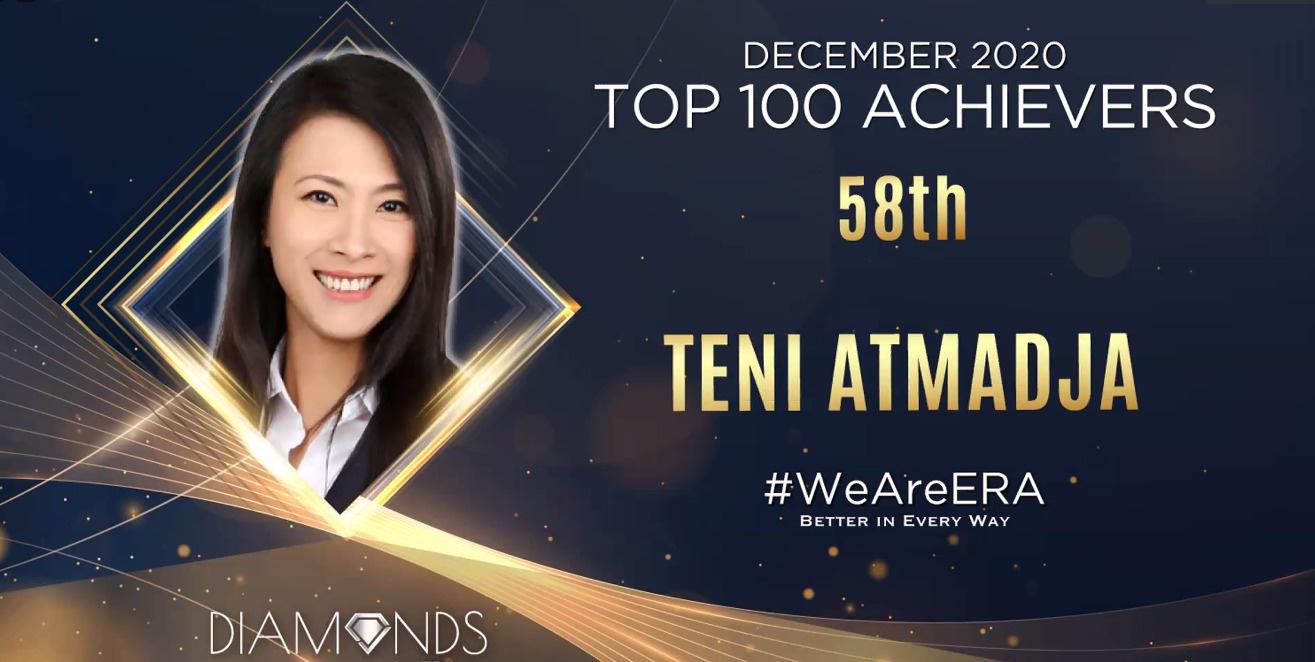 DECEMBER 2020
TOP 100 ACHIEVERS
58th
TENI ATMADJA
#WeAreERA
BETTER IN EVERY WAY
DIAMONDS